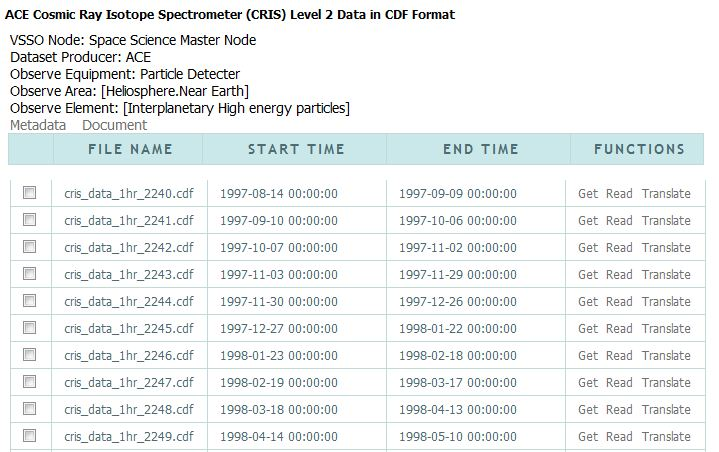 ACE Cosmic Ray Isotope Spectrometer (CRIS) Level 2 Data in CDF Format
VSSO Node: Space Science Master Node
Dataset Producer: ACE
Observe Equipment: Particle Detecter
Observe Area: [Heliosphere.Near Earth]
Observe Element: [Interplanetary High energy particles]
Metadata Document
FILE NAME START TIME END TIME FUNCTIONS
cris_data_1hr_2240.cdf 1997-08-14 00:00:00 1997-09-09 00:00:00 Get Read Translate
cris_data_1hr_2241.cdf 1997-09-10 00:00:00 1997-10-06 00:00:00 Get Read Translate
cris_data_1hr_2242.cdf 1997-10-07 00:00:00 1997-11-02 00:00:00 Get Read Translate
cris_data_1hr_2243.cdf 1997-11-03 00:00:00 1997-11-29 00:00:00 Get Read Translate
cris_data_1hr_2244.cdf 1997-11-30 00:00:00 1997-12-26 00:00:00 Get Read Translate
cris_data_1hr_2245.cdf 1997-12-27 00:00:00 1998-01-22 00:00:00 Get Read Translate
cris_data_1hr_2246.cdf 1998-01-23 00:00:00 1998-02-18 00:00:00 Get Read Translate
cris_data_1hr_2247.cdf 1998-02-19 00:00:00 1998-03-17 00:00:00 Get Read Translate
cris_data_1hr_2248.cdf 1998-03-18 00:00:00 1998-04-13 00:00:00 Get Read Translate
cris_data_1hr_2249.cdf 1998-04-14 00:00:00 1998-05-10 00:00:00 Get Read Translate